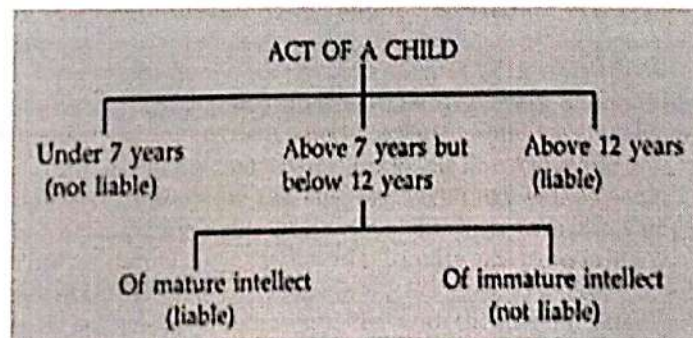 ACT OF A CHILD
Under 7 years
(not liable)
Above 7 years but
below 12 years
Above 12 years
(liable)
Of mature intellect
(liable)
Of immature intellect
(not liable)